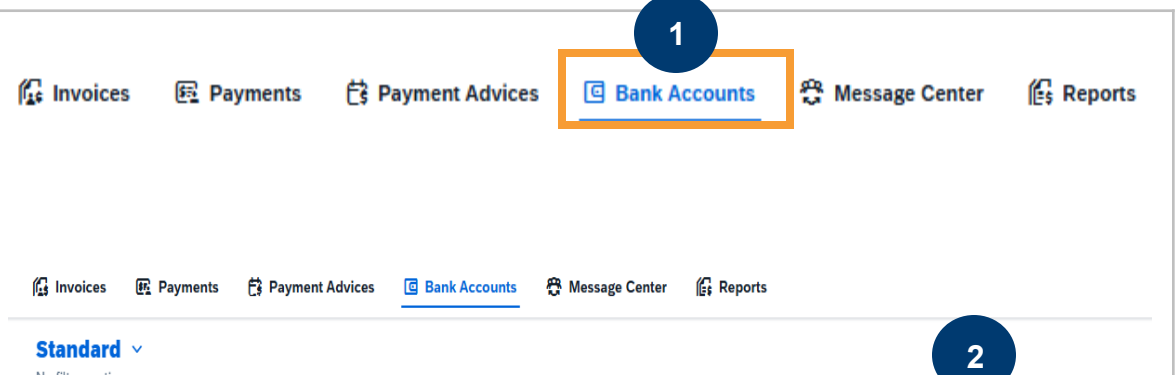 1
Invoices Payments Payment Advices Bank Accounts Message Center Reports
Invoices Payments Payment Advices Bank Accounts Message Center Reports
Standard
2